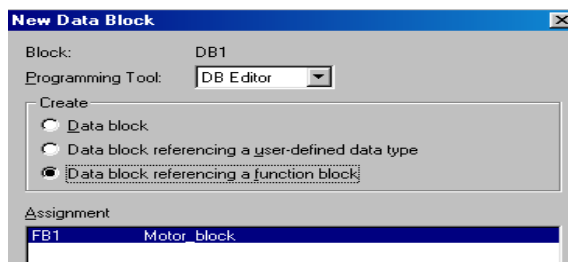 New Data Block
Block: DB1
Programming Tool: DB Editor
Create
Data block
Data block referencing a user-defined data type
Data block referencing a function block
Assignment
FB1 Motor_block